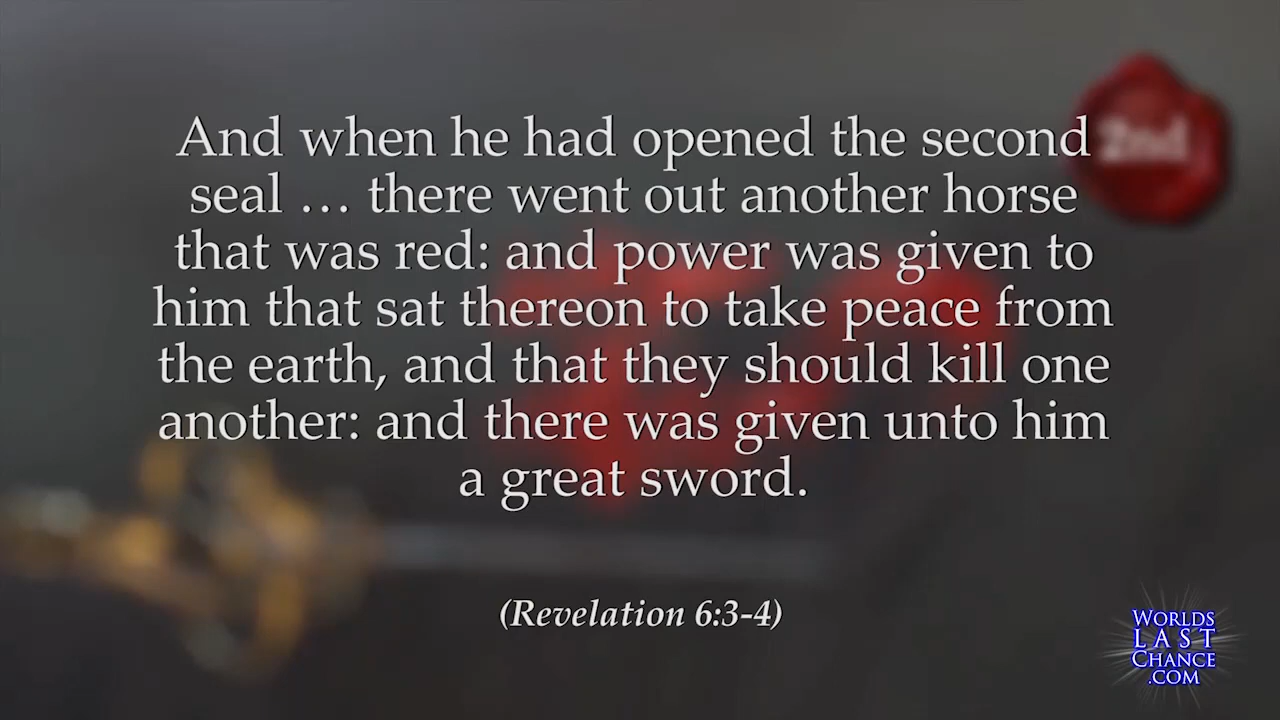 And when he had opened the second
seal … there went out another horse
that was red: and power was given to
him that sat thereon to take peace from
the earth, and that they should kill one
another: and there was given unto him
a great sword.
(Revelation 6:3-4)
2nd
WORLDS
LAST
CHANCE
.COM